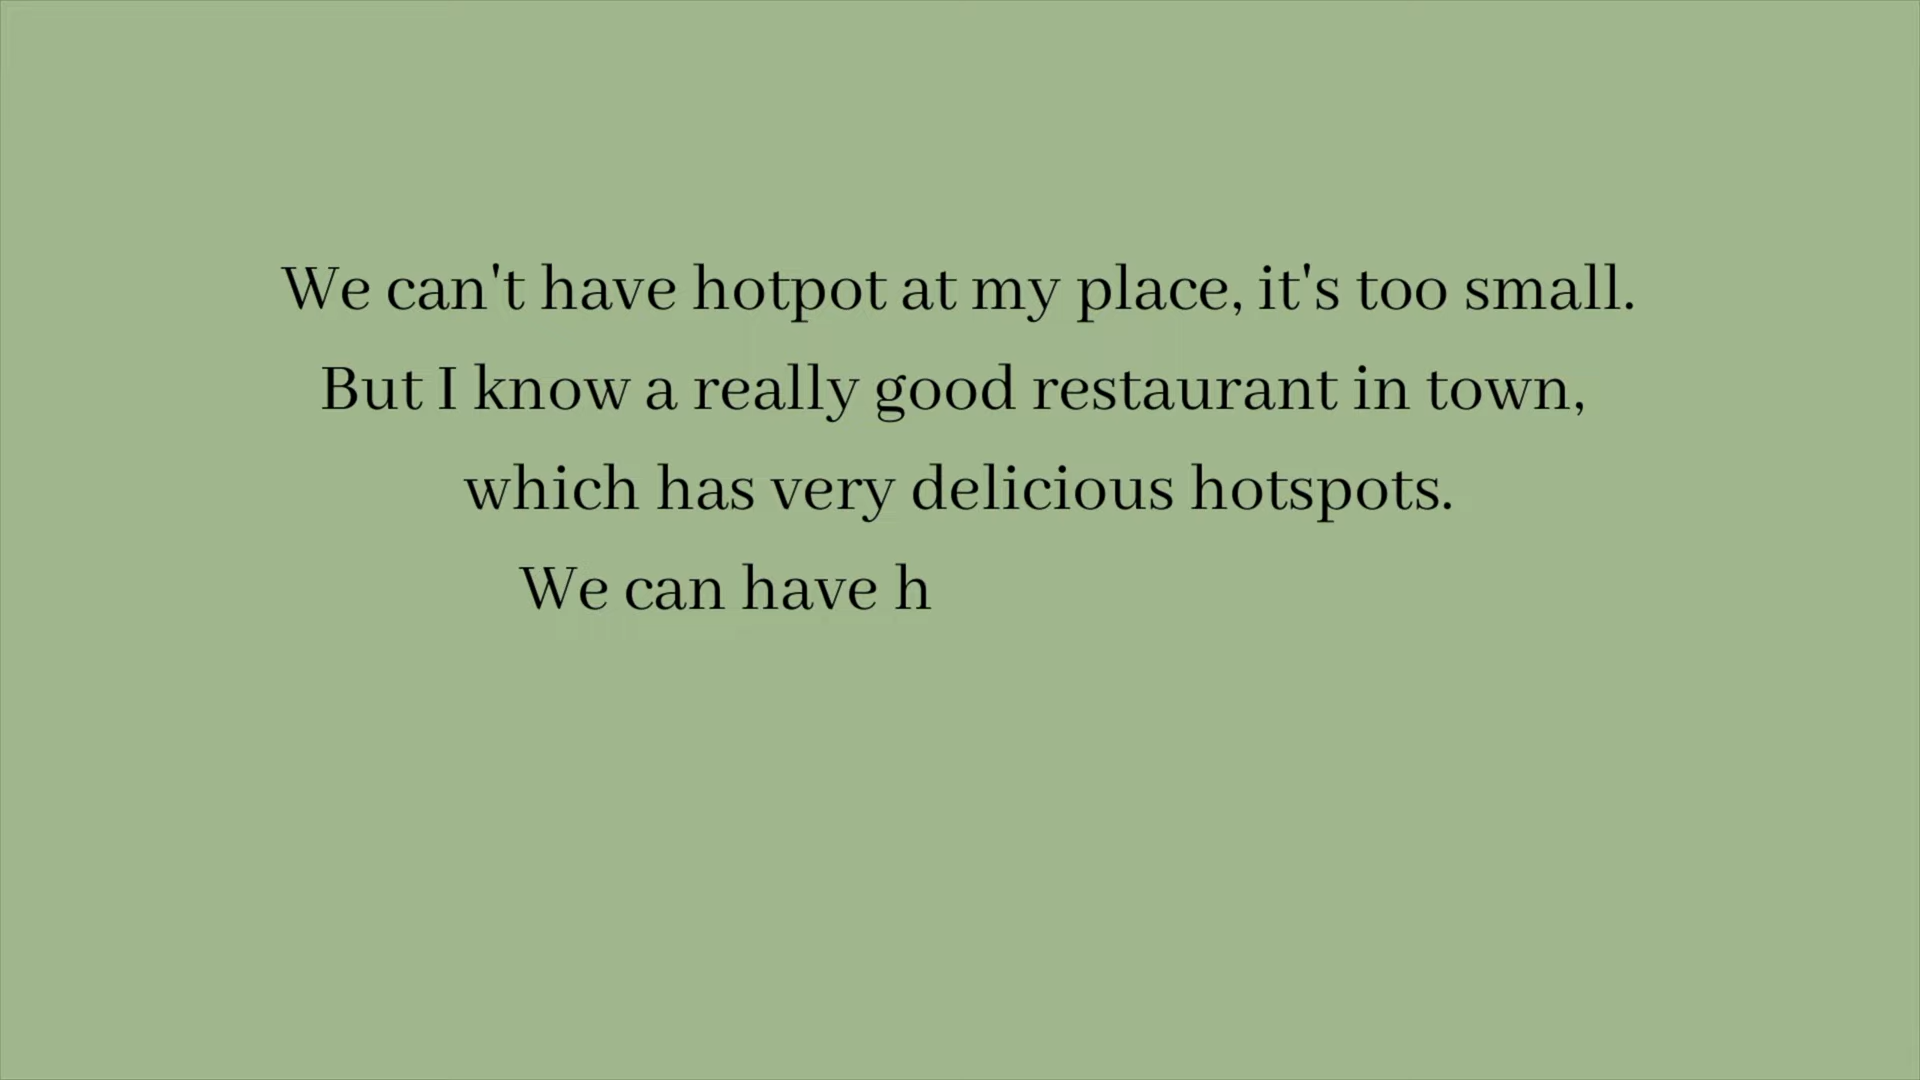 We can't have hotpot at my place, it's too small.
But I know a really good restaurant in town,
which has very delicious hotspots.
We can have h